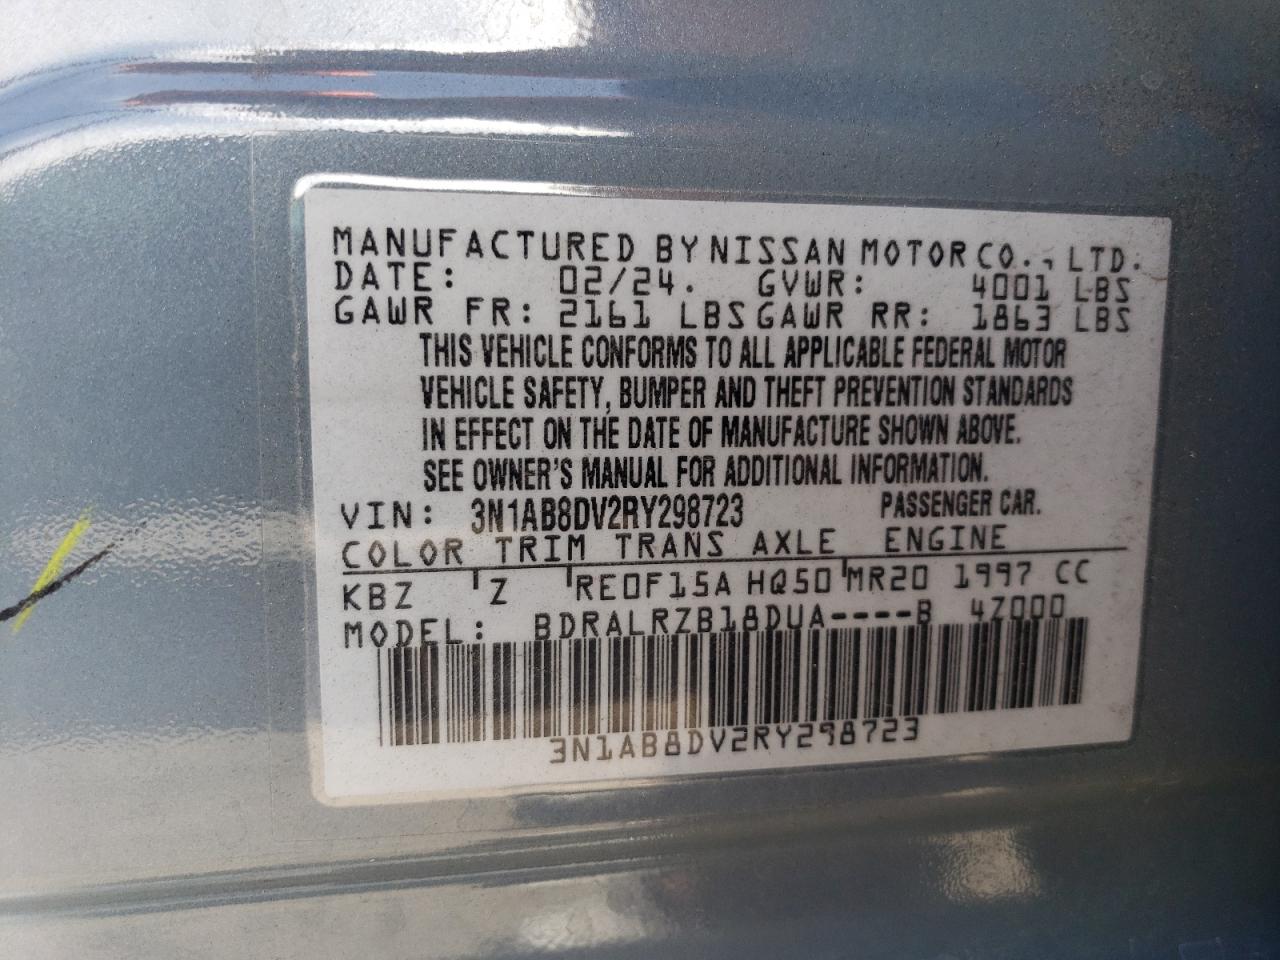 MANUFACTURED BY NISSAN MOTOR CO., LTD.
DATE: 02/24. GVWR: 4001 LBS
GAWR FR: 2161 LBS GAWR RR: 1863 LBS
THIS VEHICLE CONFORMS TO ALL APPLICABLE FEDERAL MOTOR
VEHICLE SAFETY, BUMPER AND THEFT PREVENTION STANDARDS
IN EFFECT ON THE DATE OF MANUFACTURE SHOWN ABOVE.
SEE OWNER'S MANUAL FOR ADDITIONAL INFORMATION.
VIN: 3N1AB8DV2RY298723 PASSENGER CAR.
COLOR TRIM TRANS AXLE ENGINE
KBZ Z RE0F15A HQ50 MR20 1997 CC
MODEL: BDRALRZB18DUA----B 4Z000
3N1AB8DV2RY298723